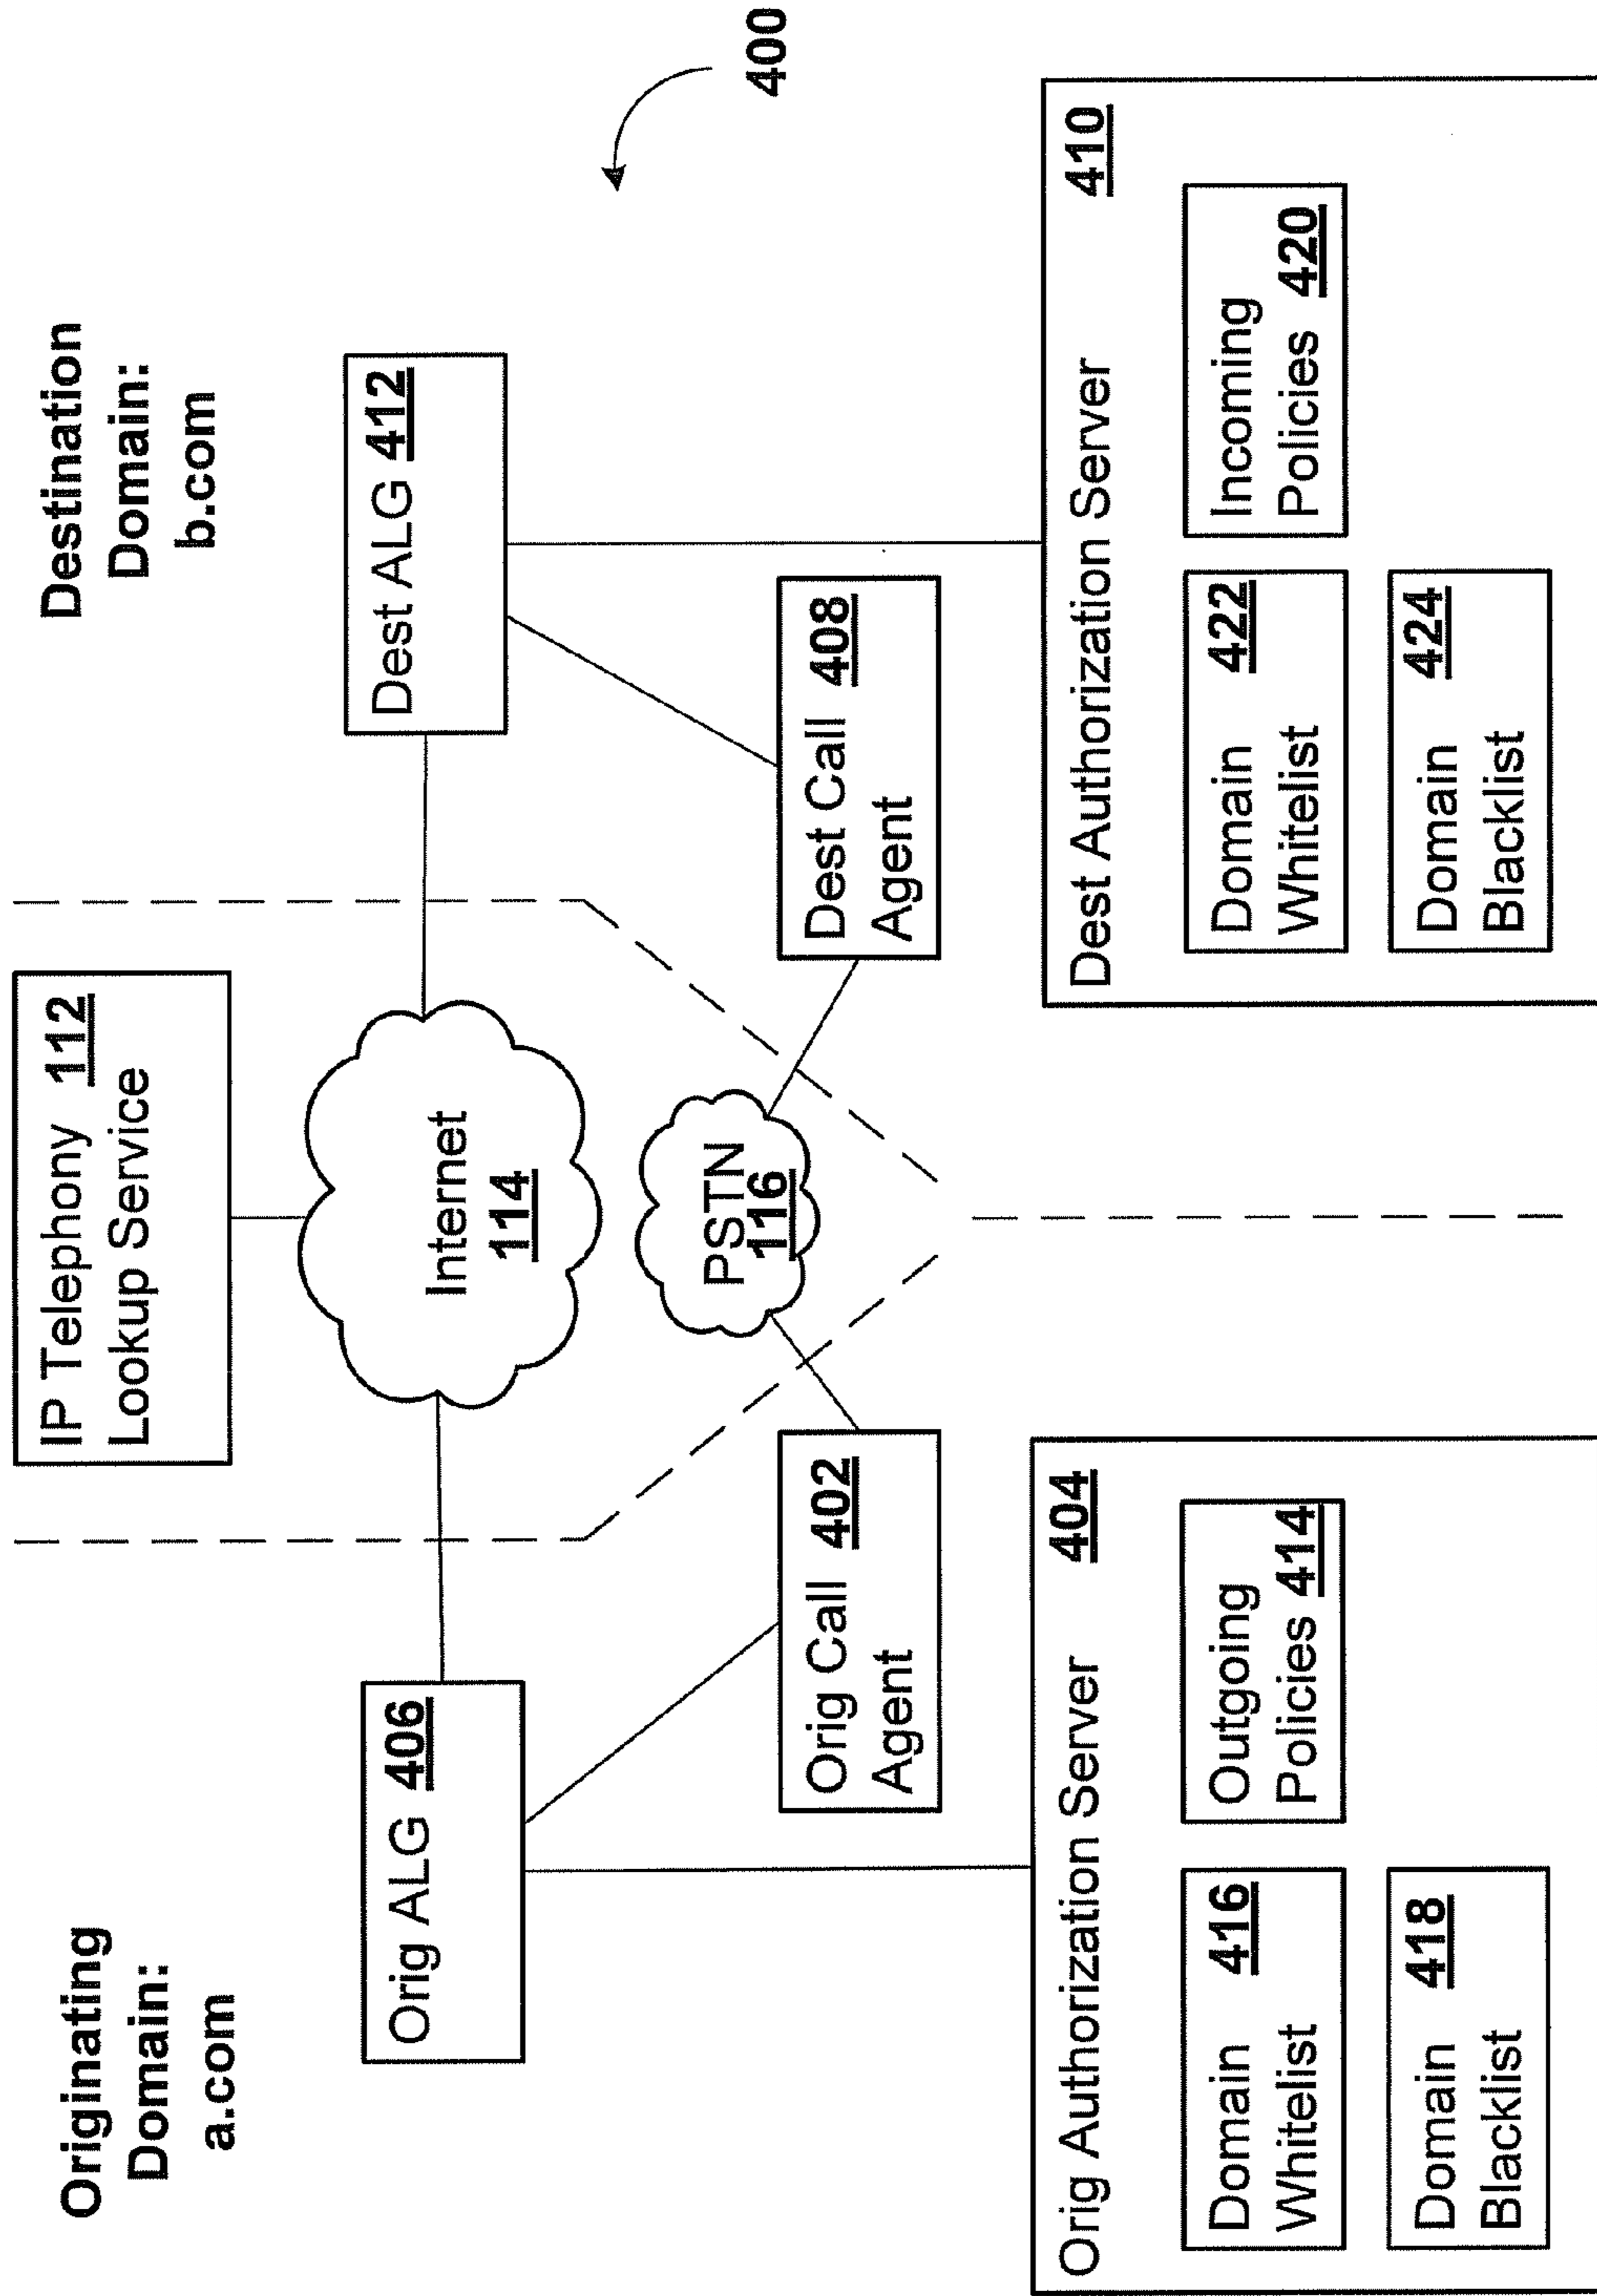 Originating
Domain:
a.com
IP Telephony 112
Lookup Service
Destination
Domain:
b.com
Orig ALG 406
Internet
114
Dest ALG 412
400
PSTN
116
Orig Call 402
Agent
Dest Call 408
Agent
Orig Authorization Server 404
Domain 416
Whitelist
Outgoing
Policies 414
Domain 418
Blacklist
Dest Authorization Server 410
Domain 422
Whitelist
Incoming
Policies 420
Domain 424
Blacklist